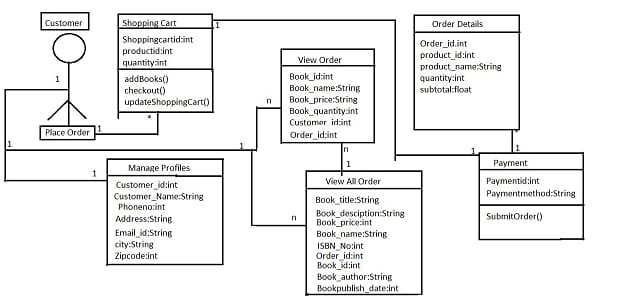 Customer
1
Place Order
1
1
1
1
Shopping Cart
Shoppingcartid:int
productid:int
quantity:int
addBooks()
checkout()
updateShoppingCart()
*
1
Manage Profiles
Customer_id:int
Customer_Name:String
Phoneno:int
Address:String
Email_id:String
city:String
Zipcode:int
n
View Order
Book_id:int
Book_name:String
Book_price:String
Book_quantity:int
Customer_id:int
Order_id:int
n
1
n
View All Order
Book_title:String
Book_desciption:String
Book_price:int
Book_name:String
ISBN_No:int
Order_id:int
Book_id:int
Book_author:String
Bookpublish_date:int
Order Details
Order_id.int
product_id:int
product_name:String
quantity:int
subtotal:float
*
1
1
Payment
Paymentid:int
Paymentmethod:String
SubmitOrder()